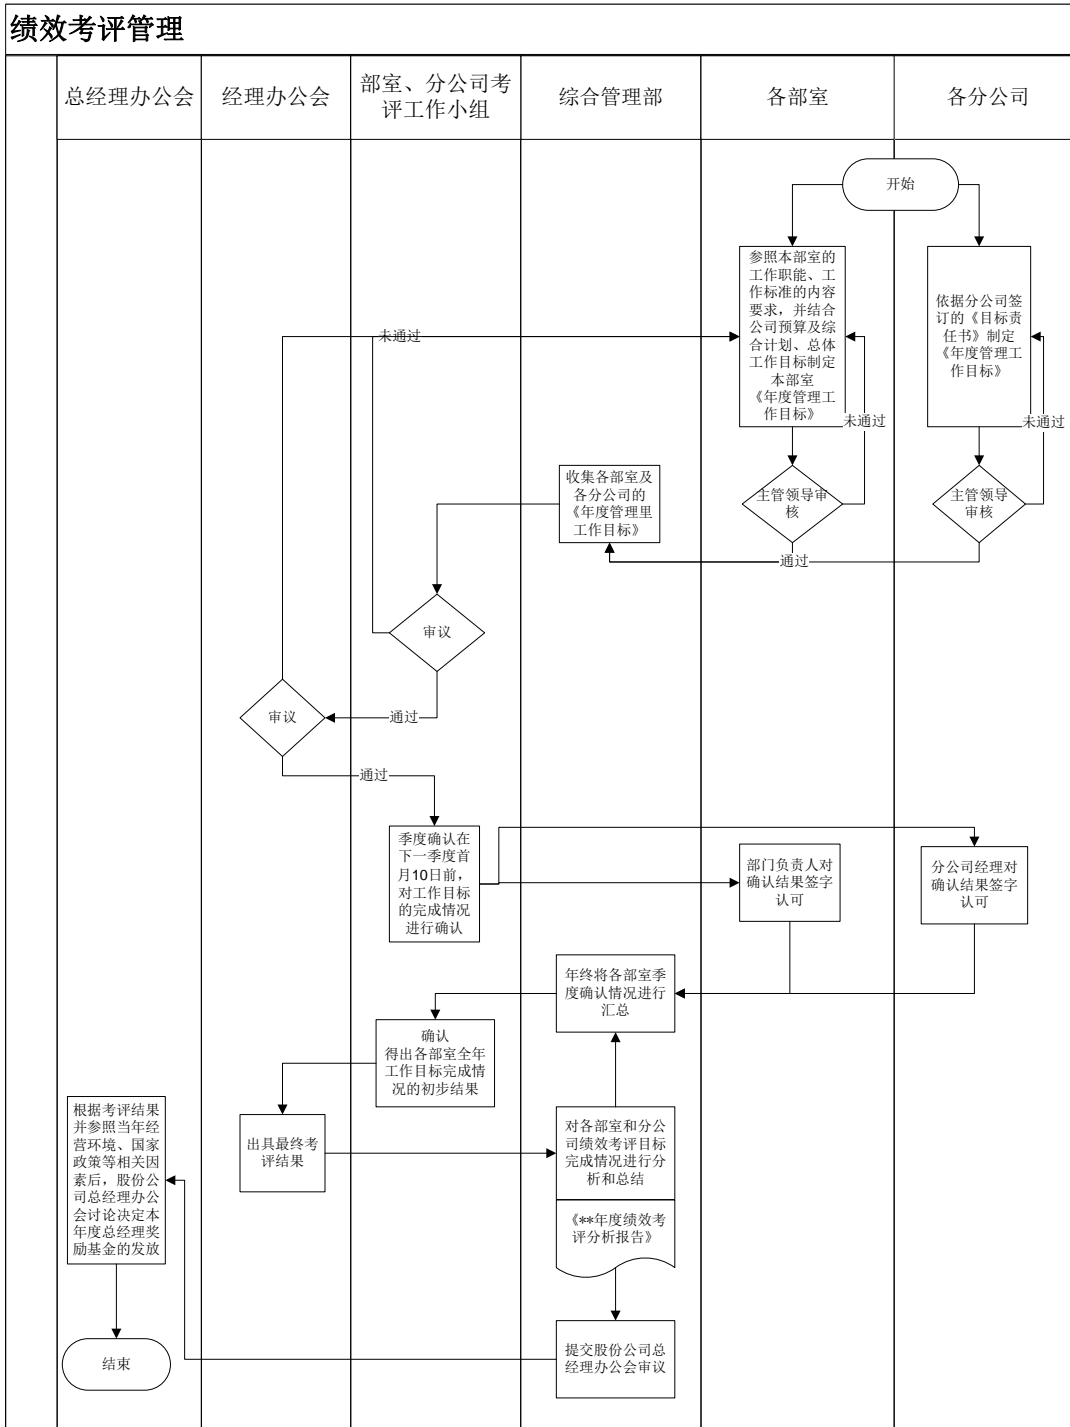 绩效考评管理
总经理办公会
经理办公会
部室、分公司考
评工作小组
综合管理部
各部室
各分公司
开始
参照本部室的
工作职能、工
作标准的内容
要求，并结合
公司预算及综
合计划、总体
工作目标制定
本部室
《年度管理工
作目标》
依据分公司签
订的《目标责
任书》制定
《年度管理工
作目标》
未通过
未通过
未通过
主管领导审
核
主管领导
审核
收集各部室及
各分公司的
《年度管理里
工作目标》
通过
审议
审议
通过
通过
季度确认在
下一季度首
月10日前，
对工作目标
的完成情况
进行确认
部门负责人对
确认结果签字
认可
分公司经理对
确认结果签字
认可
年终将各部室季
度确认情况进行
汇总
确认
得出各部室全年
工作目标完成情
况的初步结果
出具最终考
评结果
对各部室和分公
司绩效考评目标
完成情况进行分
析和总结
《**年度绩效考
评分析报告》
根据考评结果
并参照当年经
营环境、国家
政策等相关因
素后，股份公
司总经理办公
会讨论决定本
年度总经理奖
励基金的发放
提交股份公司总
经理办公会审议
结束